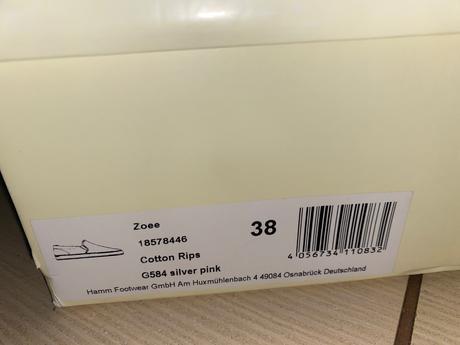 Zoee
18578446
38
Cotton Rips
G584 silver pink
4 056734 110832
Hamm Footwear GmbH Am Huxmühlenbach 4 49084 Osnabrück Deutschland